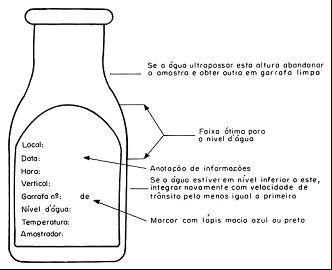 Se a água ultrapassar esta altura abandonar
a amostra e obter outra em garrafa limpa
Faixa ótima para
o nivel d'água
Local:
Data:
Hora:
Vertical:
Garrafa nº: de
Nível d'água:
Temperatura:
Amostrador:
Anotação de informações
Se a água estiver em nível inferior a este,
integrar novamente com velocidade de
trânsito pelo menos igual a primeira
Marcar com lápis macio azul ou preto